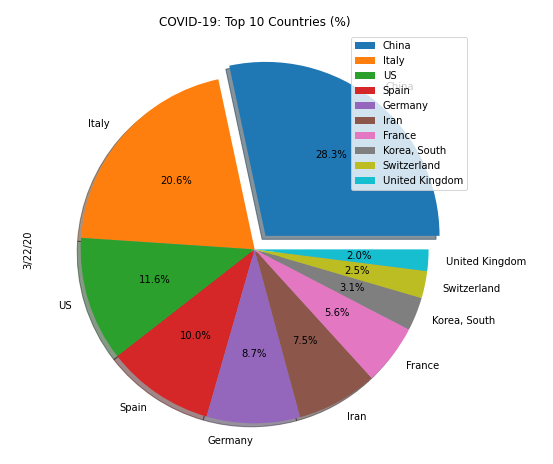 COVID-19: Top 10 Countries (%)
China
Italy
US
Spain
Germany
Iran
France
Korea, South
Switzerland
United Kingdom
China
28.3%
Italy
20.6%
3/22/20
US
11.6%
Spain
10.0%
Germany
8.7%
Iran
7.5%
France
5.6%
Korea, South
3.1%
Switzerland
2.5%
United Kingdom
2.0%